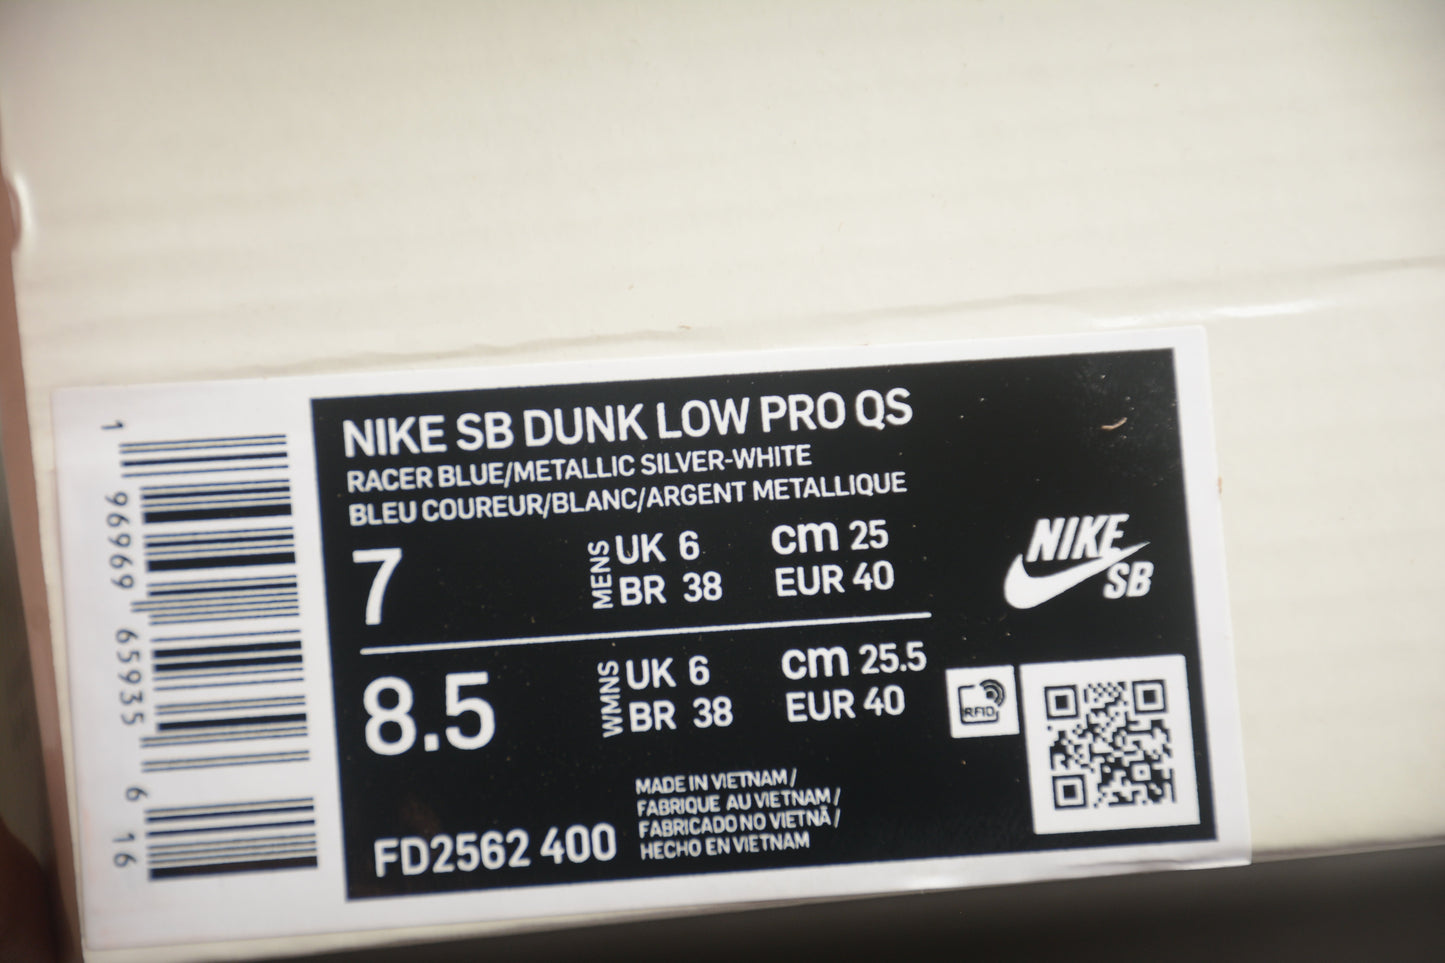 1 96969 65935 6 16
NIKE SB DUNK LOW PRO QS
RACER BLUE/METALLIC SILVER-WHITE
BLEU COUREUR/BLANC/ARGENT METALLIQUE
7 MENS UK 6 cm 25
BR 38 EUR 40
8.5 WMNS UK 6 cm 25.5
BR 38 EUR 40
NIKE
SB
RFID
MADE IN VIETNAM /
FABRIQUE AU VIETNAM /
FABRICADO NO VIETNÃ /
HECHO EN VIETNAM
FD2562 400